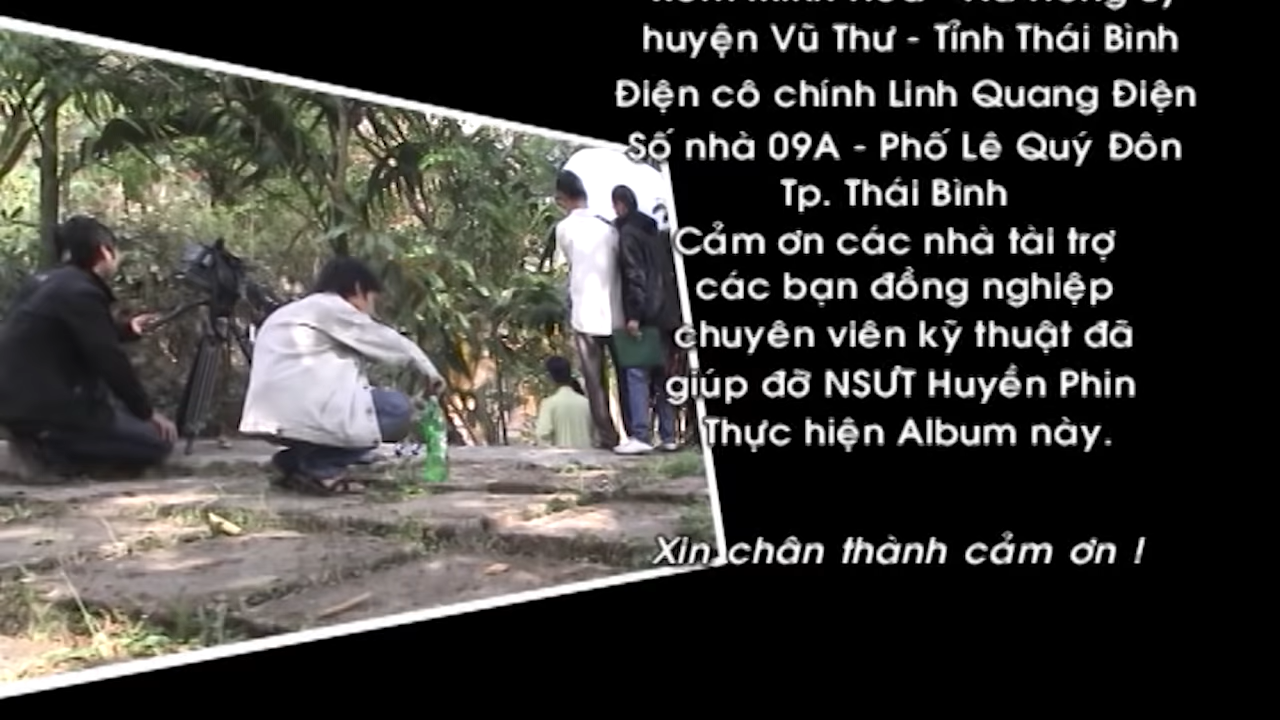 huyện Vũ Thư - Tỉnh Thái Bình
Điện cô chính Linh Quang Điện
Số nhà 09A - Phố Lê Quý Đôn
Tp. Thái Bình
Cảm ơn các nhà tài trợ
các bạn đồng nghiệp
chuyên viên kỹ thuật đã
giúp đỡ NSƯT Huyền Phin
Thực hiện Album này.
Xin chân thành cảm ơn !